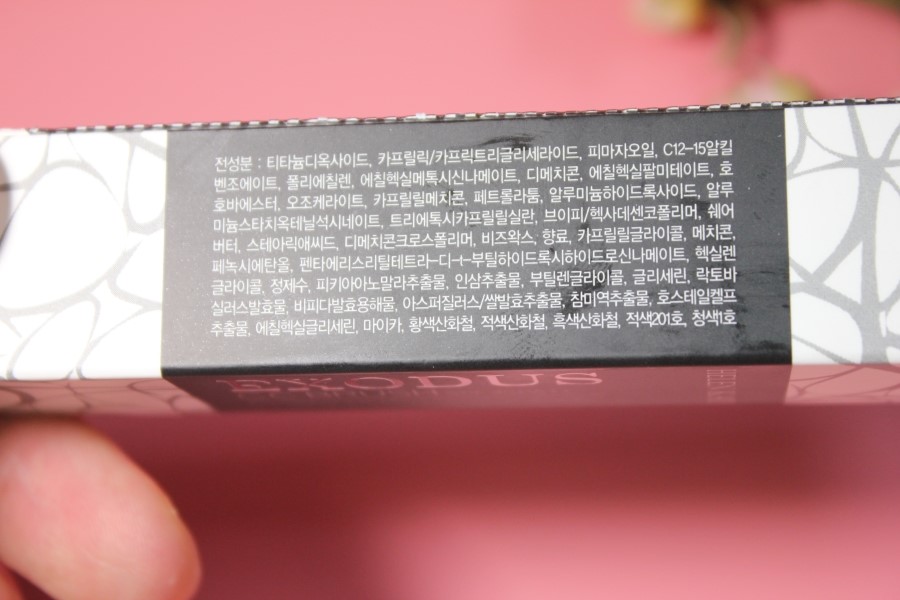 전성분 : 티타늄디옥사이드, 카프릴릭/카프릭트리글리세라이드, 피마자오일, C12-15알킬
벤조에이트, 폴리에칠렌, 에칠헥실메톡시신나메이트, 디메치콘, 에칠헥실팔미테이트, 호
호바에스터, 오조케라이트, 카프릴릴메치콘, 페트롤라툼, 알루미늄하이드록사이드, 알루
미늄스타치옥테닐석시네이트, 트리에톡시카프릴릴실란, 브이피/헥사데센코폴리머, 쉐어
버터, 스테아릭애씨드, 디메치콘크로스폴리머, 비즈왁스, 향료, 카프릴릴글라이콜, 메치콘,
페녹시에탄올, 펜타에리스리틸테트라-디-t-부틸하이드록시하이드로신나메이트, 헥실렌
글라이콜, 정제수, 피키아아노말라추출물, 인삼추출물, 부틸렌글라이콜, 글리세린, 락토바
실러스발효물, 비피다발효용해물, 아스퍼질러스/쌀발효추출물, 참미역추출물, 호스테일켈프
추출물, 에칠헥실글리세린, 마이카, 황색산화철, 적색산화철, 흑색산화철, 적색201호, 청색1호
EXODUS